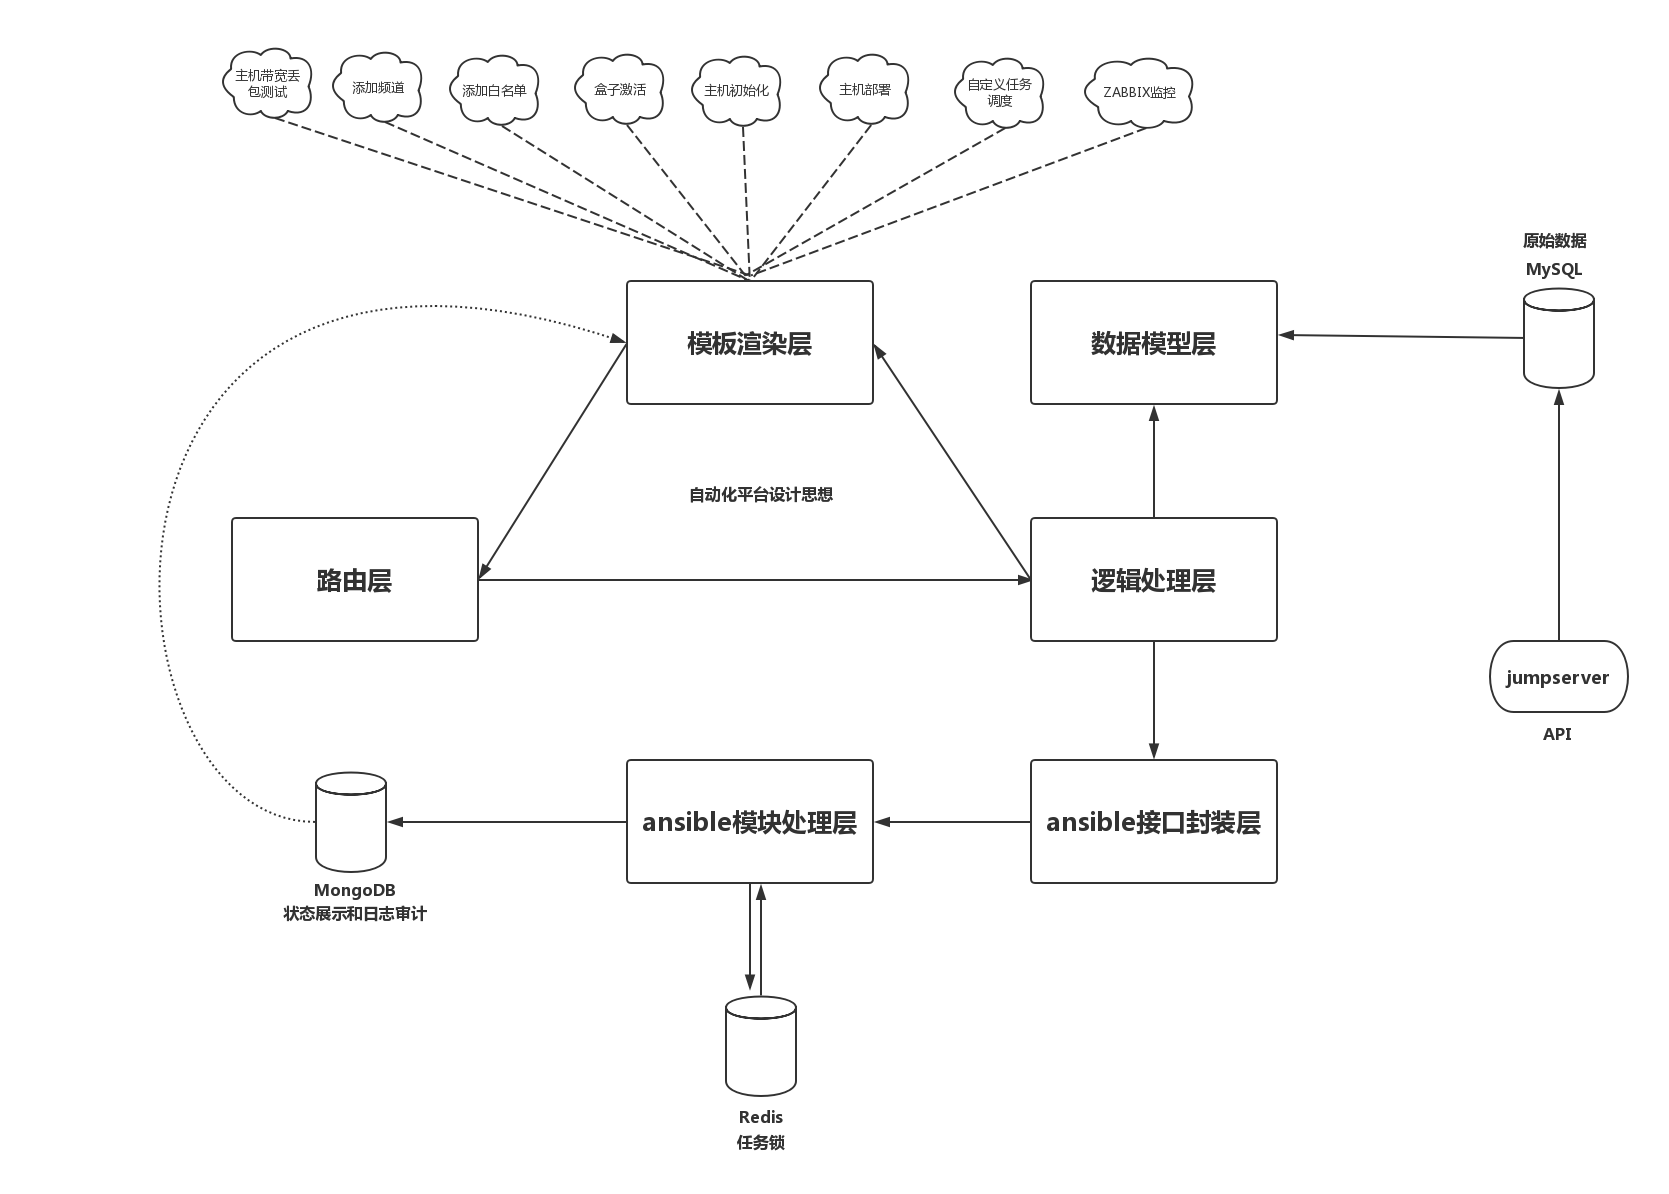 主机带宽丢
包测试
添加频道
添加白名单
盒子激活
主机初始化
主机部署
自定义任务
调度
ZABBIX监控
原始数据
MySQL
模板渲染层
数据模型层
自动化平台设计思想
路由层
逻辑处理层
jumpserver
API
ansible模块处理层
ansible接口封装层
MongoDB
状态展示和日志审计
Redis
任务锁